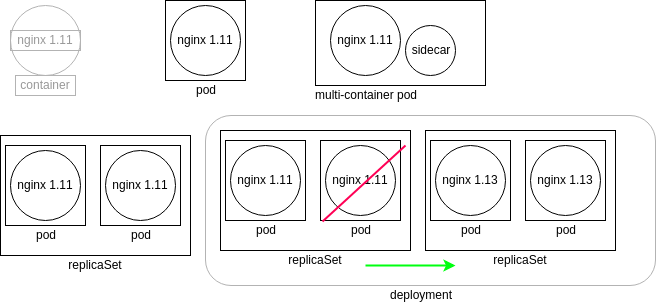 nginx 1.11
container
nginx 1.11
pod
nginx 1.11
sidecar
multi-container pod
nginx 1.11
pod
nginx 1.11
pod
replicaSet
nginx 1.11
pod
nginx 1.11
pod
replicaSet
nginx 1.13
pod
nginx 1.13
pod
replicaSet
deployment